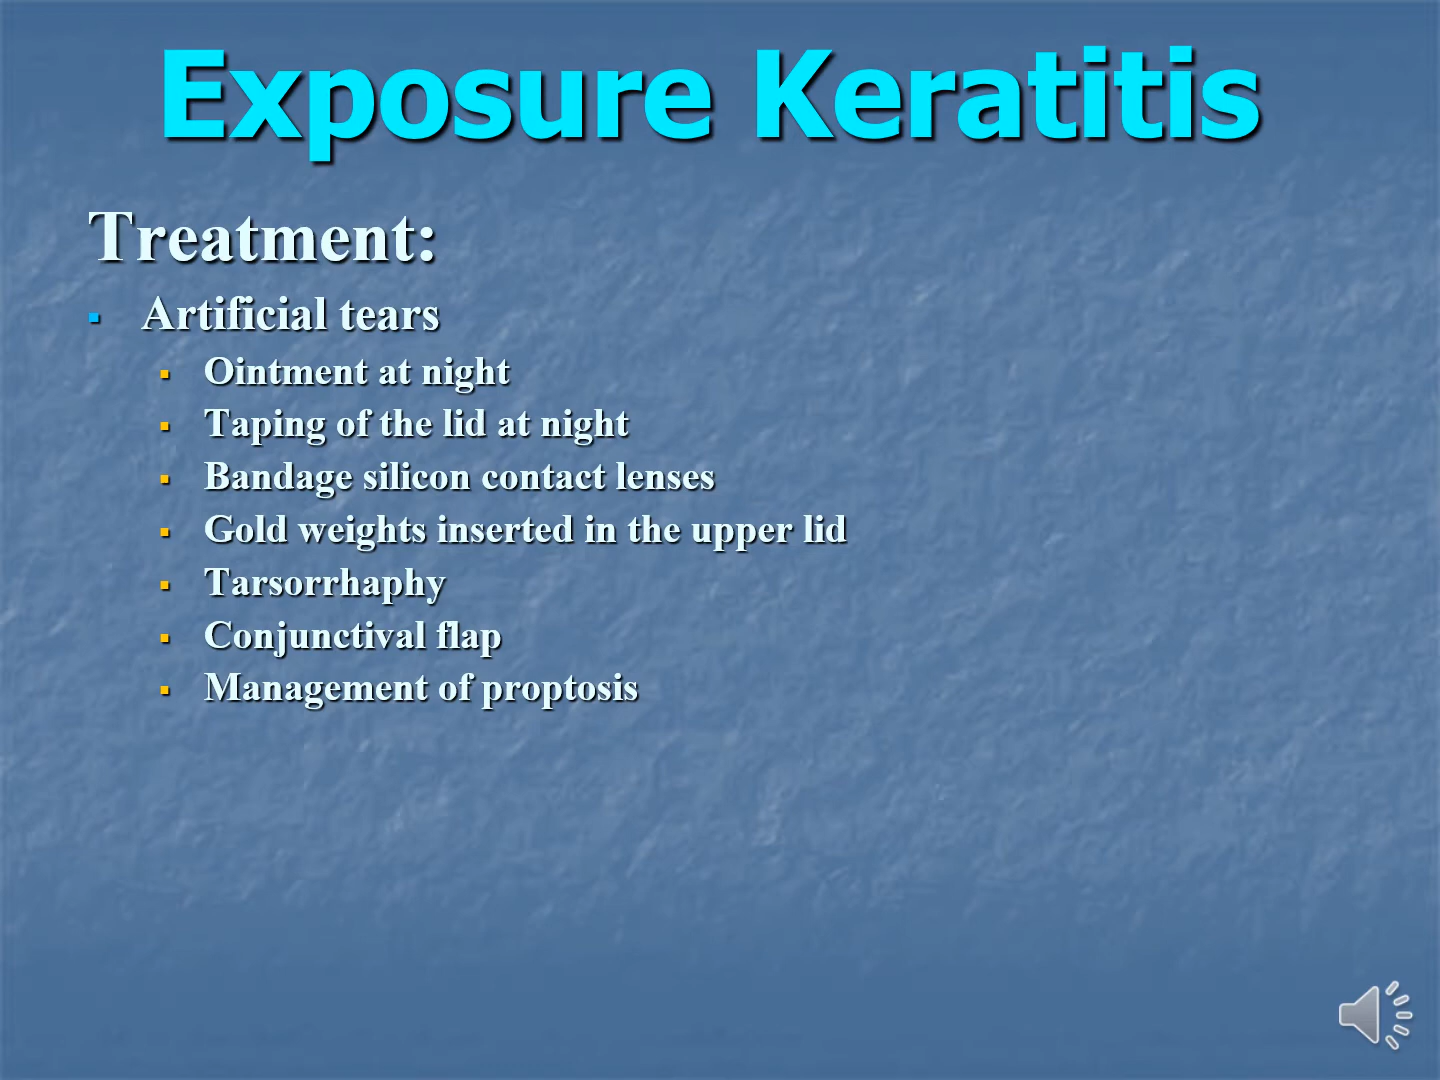 Exposure Keratitis
Treatment:
Artificial tears
Ointment at night
Taping of the lid at night
Bandage silicon contact lenses
Gold weights inserted in the upper lid
Tarsorrhaphy
Conjunctival flap
Management of proptosis